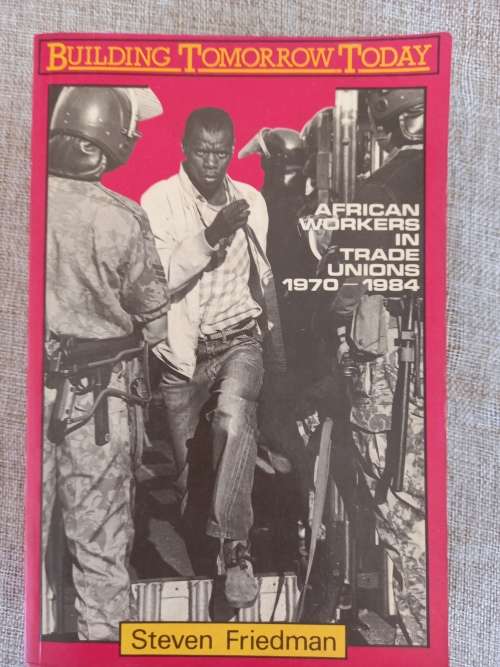 BUILDING TOMORROW TODAY
AFRICAN
WORKERS
IN
TRADE
UNIONS
1970 – 1984
Steven Friedman